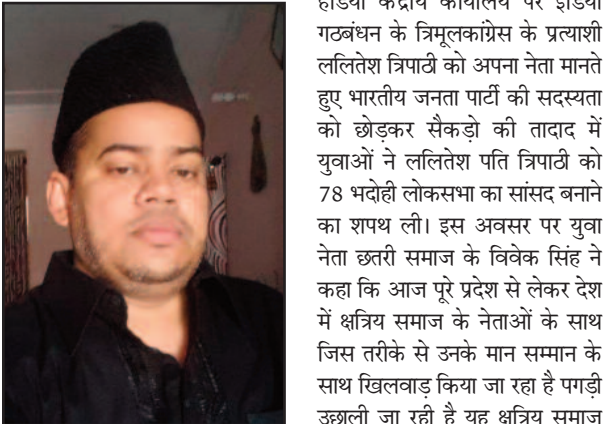 हंडिया केंद्रीय कार्यालय पर इंडिया
गठबंधन के त्रिमूलकांग्रेस के प्रत्याशी
ललितेश त्रिपाठी को अपना नेता मानते
हुए भारतीय जनता पार्टी की सदस्यता
को छोड़कर सैकड़ो की तादाद में
युवाओं ने ललितेश पति त्रिपाठी को
78 भदोही लोकसभा का सांसद बनाने
का शपथ ली। इस अवसर पर युवा
नेता छतरी समाज के विवेक सिंह ने
कहा कि आज पूरे प्रदेश से लेकर देश
में क्षत्रिय समाज के नेताओं के साथ
जिस तरीके से उनके मान सम्मान के
साथ खिलवाड़ किया जा रहा है पगड़ी
उछाली जा रही है यह क्षत्रिय समाज